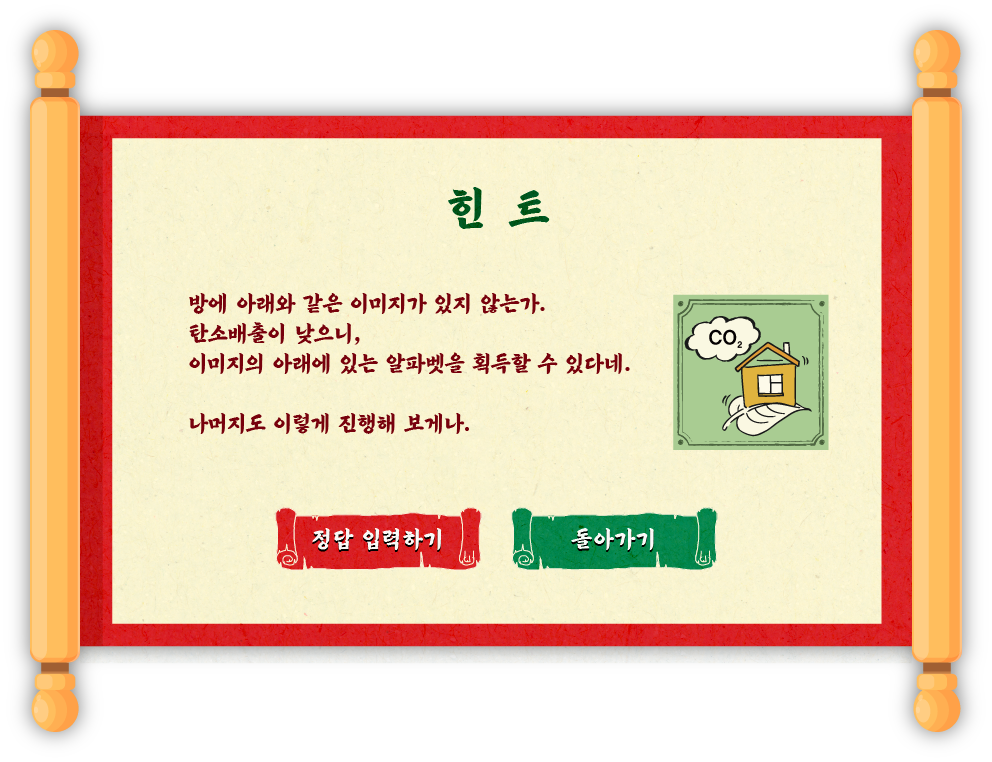 힌 트
방에 아래와 같은 이미지가 있지 않는가.
탄소배출이 낮으니,
이미지의 아래에 있는 알파벳을 획득할 수 있다네.
나머지도 이렇게 진행해 보게나.
CO₂
정답 입력하기
돌아가기